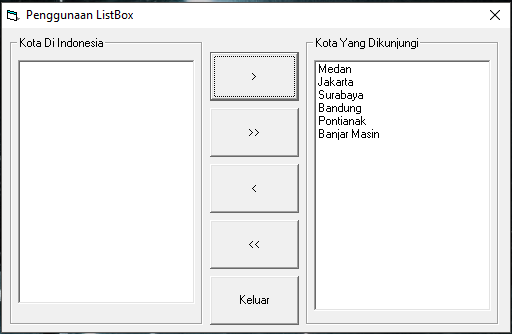 Penggunaan ListBox
Kota Di Indonesia
>
>>
<
<<
Keluar
Kota Yang Dikunjungi
Medan
Jakarta
Surabaya
Bandung
Pontianak
Banjar Masin